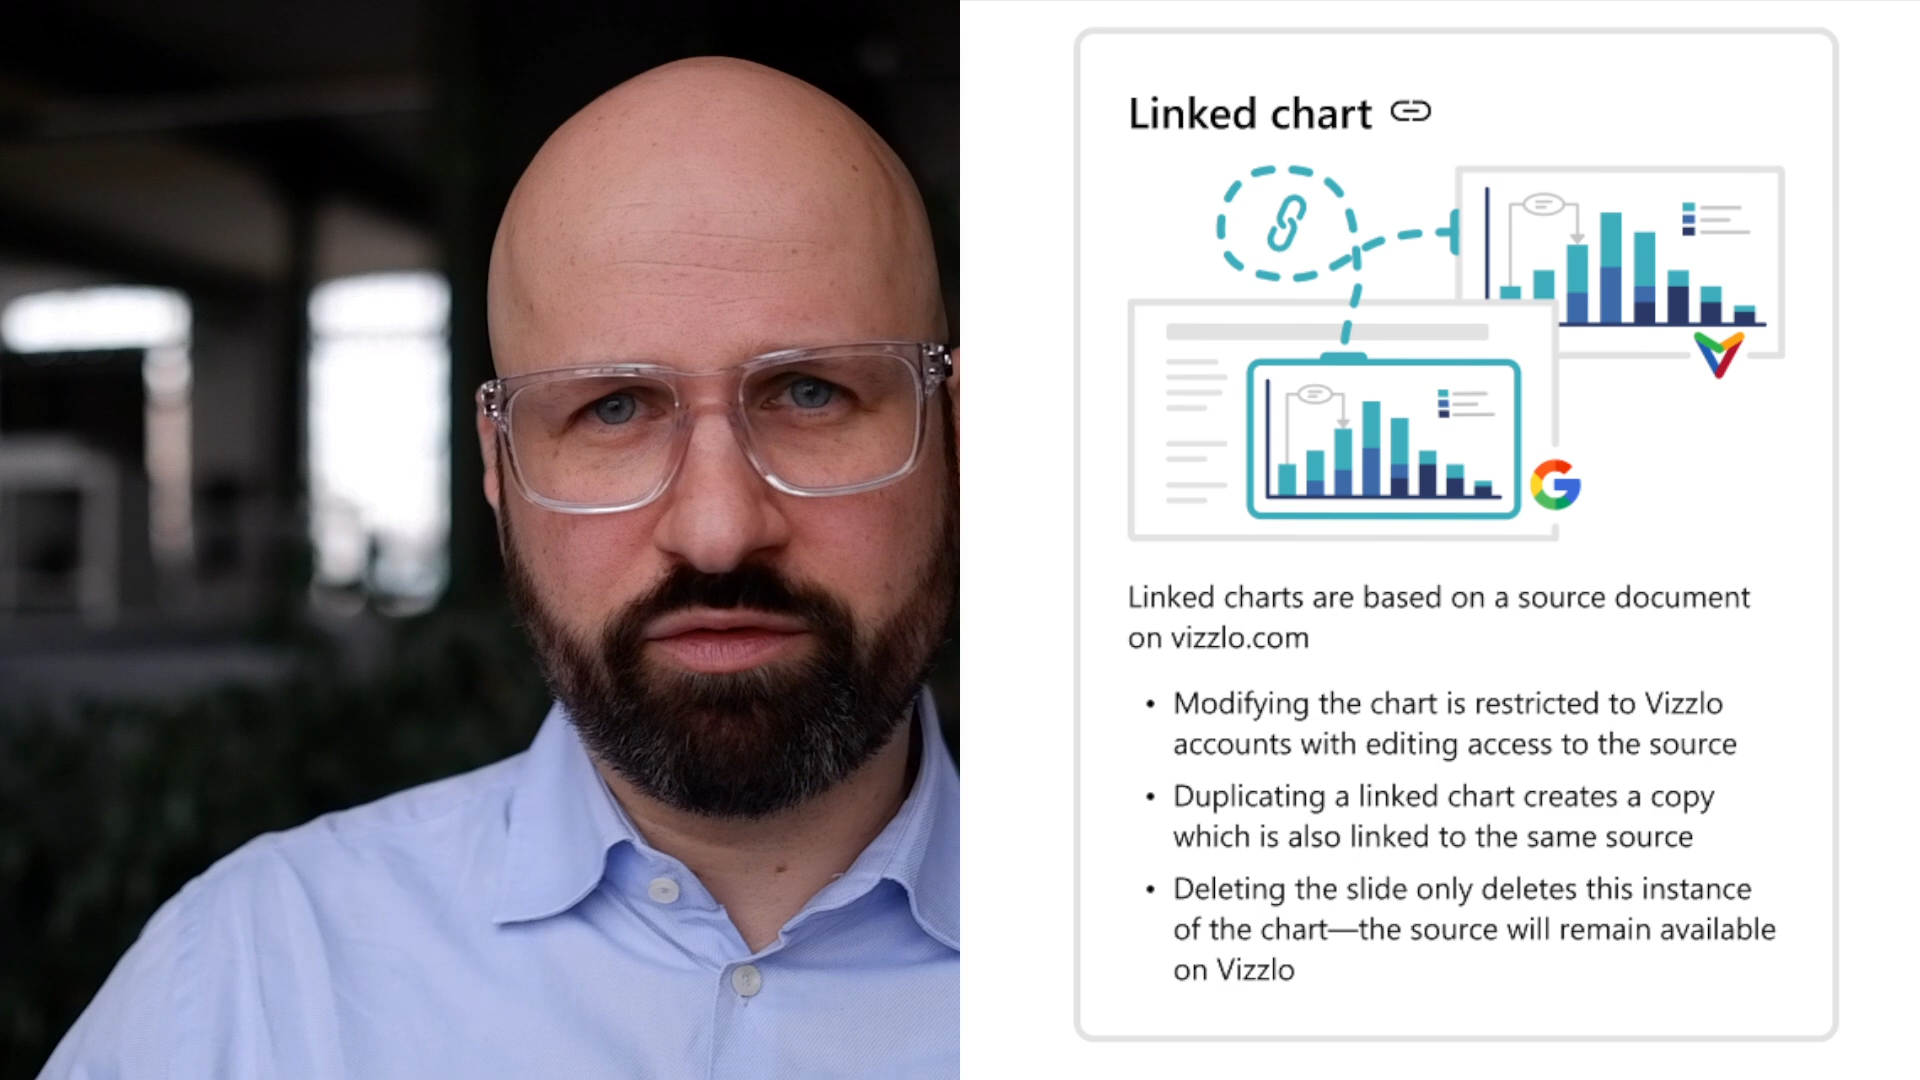 Linked chart
Linked charts are based on a source document
on vizzlo.com
• Modifying the chart is restricted to Vizzlo
accounts with editing access to the source
• Duplicating a linked chart creates a copy
which is also linked to the same source
• Deleting the slide only deletes this instance
of the chart—the source will remain available
on Vizzlo